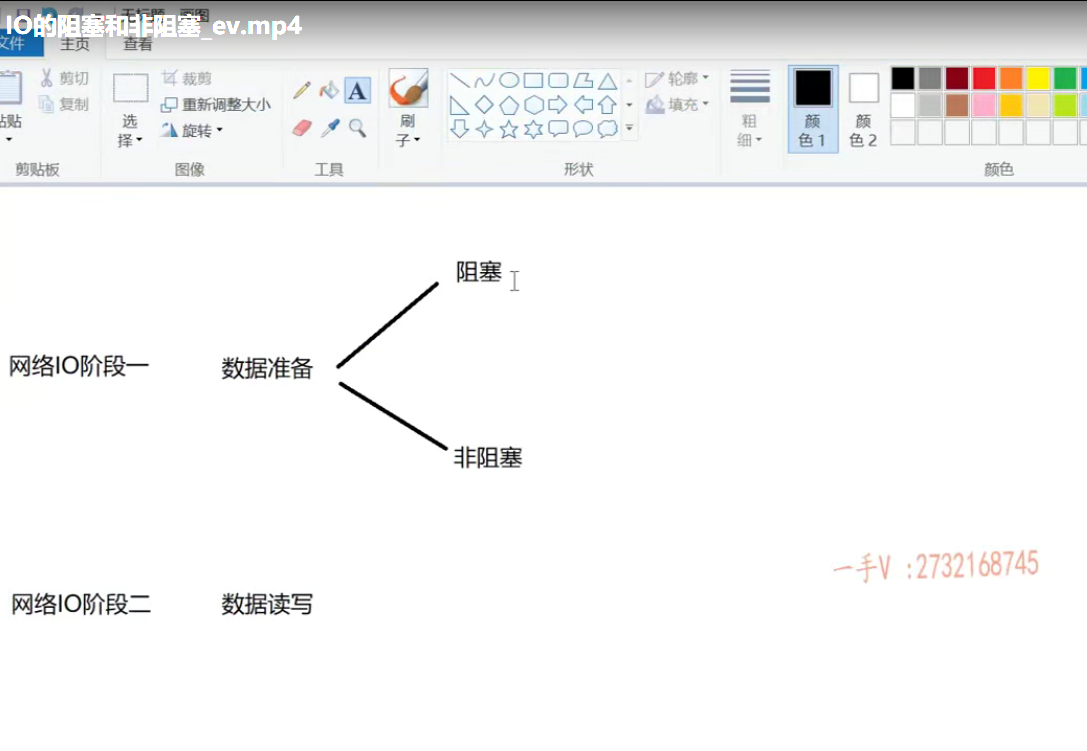 IO的阻塞和非阻塞_ev.mp4
文件 主页 查看
剪切
复制
粘贴
剪贴板
选择
裁剪
重新调整大小
旋转
图像
A
工具
刷子
形状
轮廓
填充
粗细
颜色 1
颜色 2
颜色
阻塞
网络IO阶段一 数据准备
非阻塞
一手V :2732168745
网络IO阶段二 数据读写